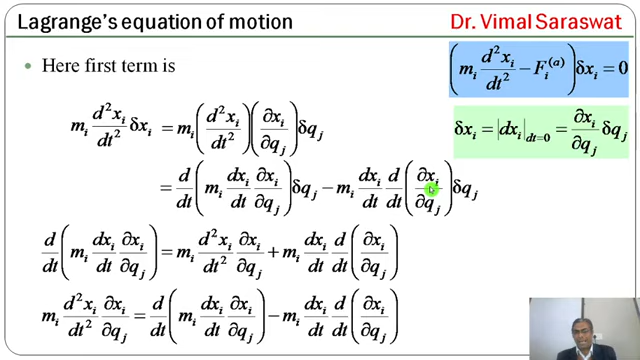 Lagrange's equation of motion
Dr. Vimal Saraswat
• Here first term is
(m_i d²x_i/dt² − F_i^(a)) δx_i = 0
m_i d²x_i/dt² δx_i = m_i (d²x_i/dt²)(∂x_i/∂q_j) δq_j
δx_i = |dx_i|_dt=0 = ∂x_i/∂q_j δq_j
= d/dt (m_i dx_i/dt ∂x_i/∂q_j) δq_j − m_i dx_i/dt d/dt (∂x_i/∂q_j) δq_j
d/dt (m_i dx_i/dt ∂x_i/∂q_j) = m_i d²x_i/dt² ∂x_i/∂q_j + m_i dx_i/dt d/dt (∂x_i/∂q_j)
m_i d²x_i/dt² ∂x_i/∂q_j = d/dt (m_i dx_i/dt ∂x_i/∂q_j) − m_i dx_i/dt d/dt (∂x_i/∂q_j)